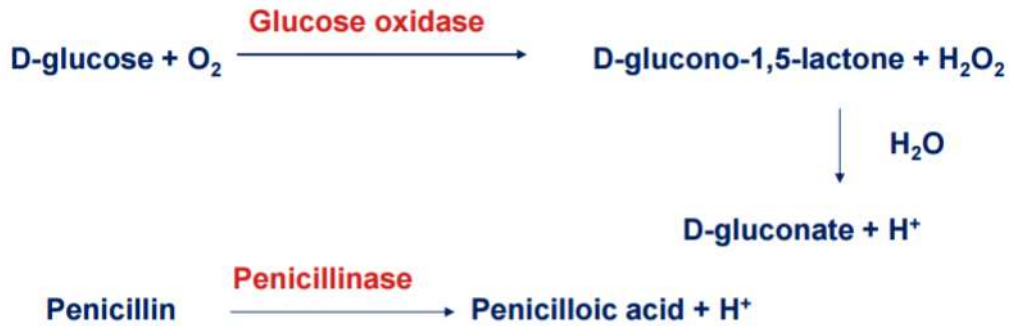 Glucose oxidase
D-glucose + O₂ D-glucono-1,5-lactone + H₂O₂
H₂O
D-gluconate + H⁺
Penicillinase
Penicillin Penicilloic acid + H⁺